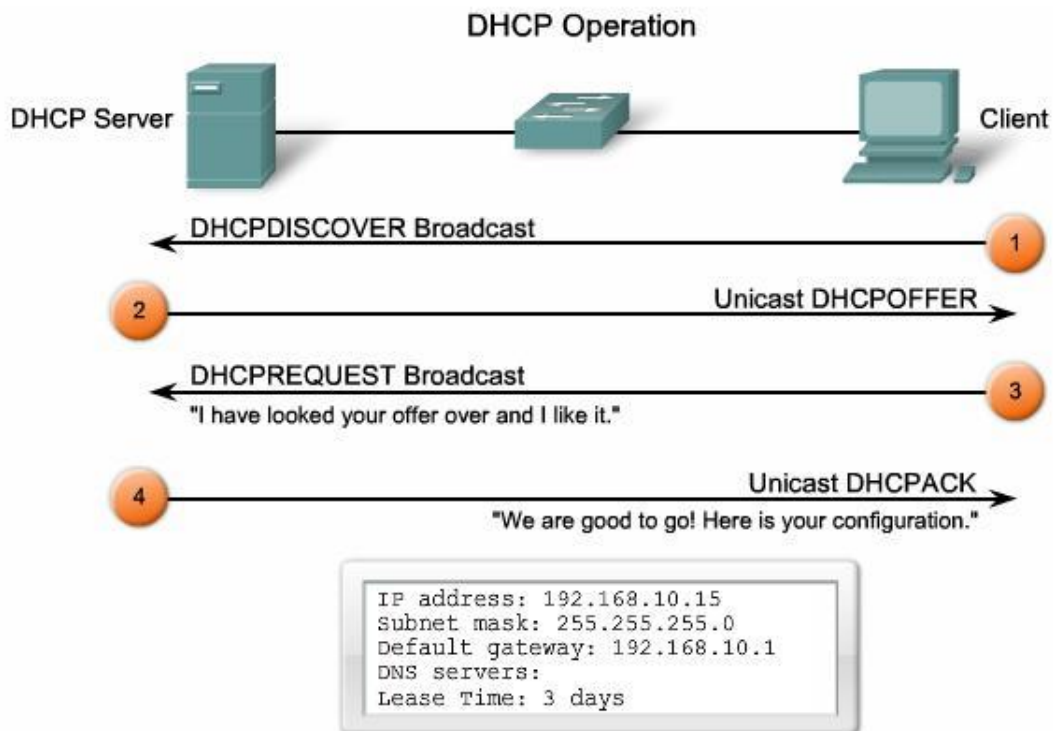 DHCP Operation
DHCP Server
Client
DHCPDISCOVER Broadcast
1
2
Unicast DHCPOFFER
DHCPREQUEST Broadcast
3
"I have looked your offer over and I like it."
4
Unicast DHCPACK
"We are good to go! Here is your configuration."
IP address: 192.168.10.15
Subnet mask: 255.255.255.0
Default gateway: 192.168.10.1
DNS servers:
Lease Time: 3 days